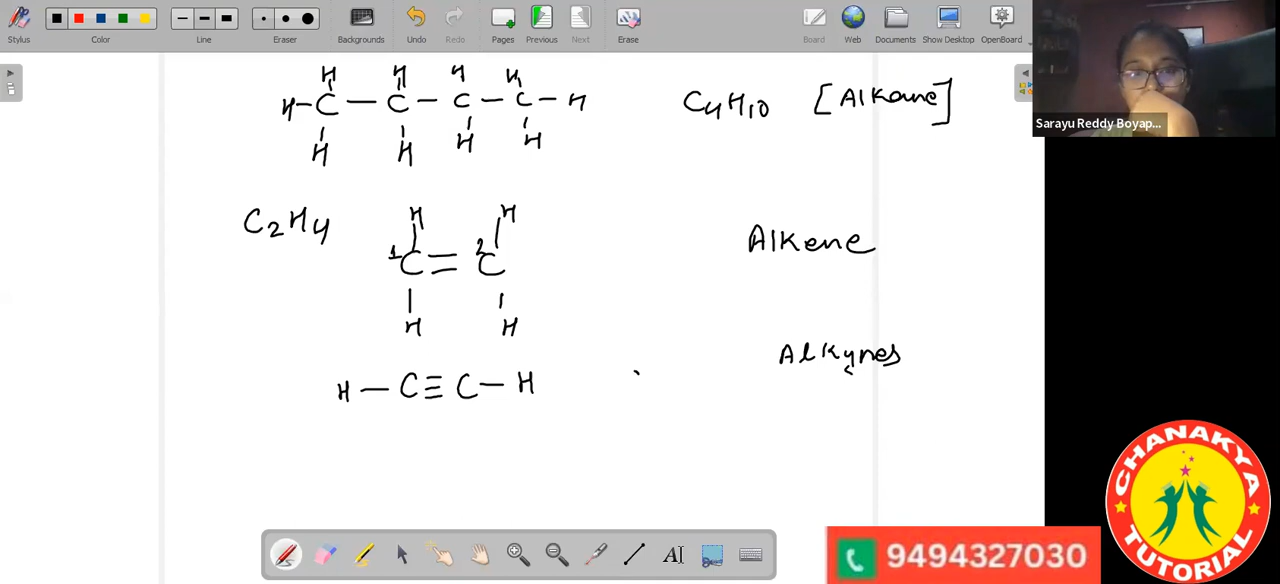 Stylus Color Line Eraser Backgrounds Undo Redo Pages Previous Next Erase Board Web Documents Show Desktop OpenBoard
Sarayu Reddy Boyap...
H H H H
H-C — C - C - C - H C4H10 [Alkane]
H H H H
C2H4 H H
1C = 2C Alkene
H H
Alkynes
H — C ≡ C - H
CHANAKYA TUTORIAL
9494327030
AI